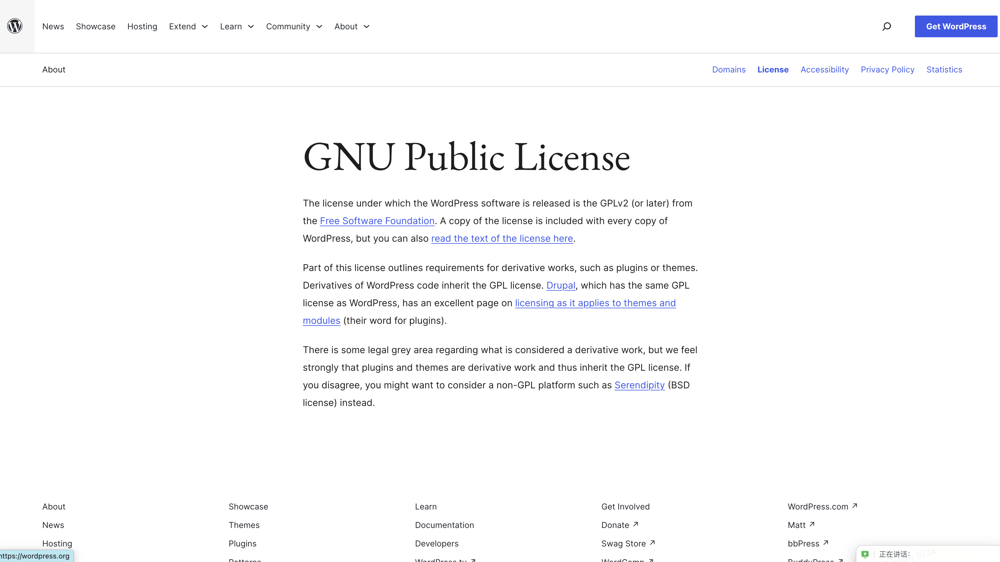 News Showcase Hosting Extend Learn Community About
Get WordPress
About
Domains License Accessibility Privacy Policy Statistics
GNU Public License
The license under which the WordPress software is released is the GPLv2 (or later) from
the Free Software Foundation. A copy of the license is included with every copy of
WordPress, but you can also read the text of the license here.
Part of this license outlines requirements for derivative works, such as plugins or themes.
Derivatives of WordPress code inherit the GPL license. Drupal, which has the same GPL
license as WordPress, has an excellent page on licensing as it applies to themes and
modules (their word for plugins).
There is some legal grey area regarding what is considered a derivative work, but we feel
strongly that plugins and themes are derivative work and thus inherit the GPL license. If
you disagree, you might want to consider a non-GPL platform such as Serendipity (BSD
license) instead.
About Showcase Learn Get Involved WordPress.com ↗
News Themes Documentation Donate ↗ Matt ↗
Hosting Plugins Developers Swag Store ↗ bbPress ↗
Patterns WordPress.tv ↗ WordCamp ↗ BuddyPress ↗
https://wordpress.org
正在讲话:
0224